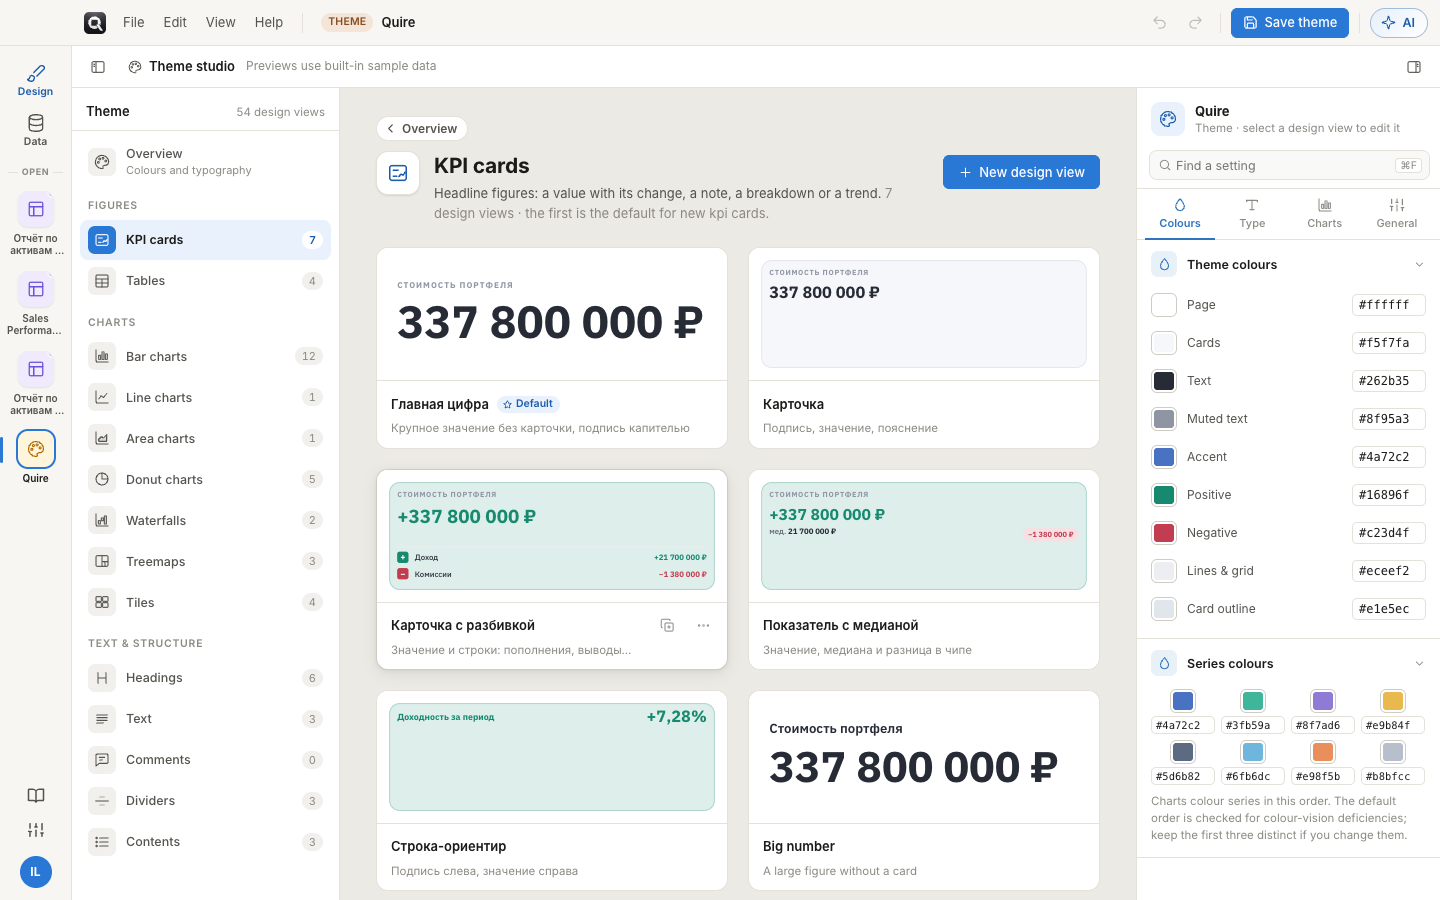 File Edit View Help THEME Quire Save theme AI
Theme studio Previews use built-in sample data
Design
Data
OPEN
Отчёт по
активам ...
Sales
Performa...
Отчёт по
активам ...
Quire
IL
Theme 54 design views
Overview
Colours and typography
FIGURES
KPI cards 7
Tables 4
CHARTS
Bar charts 12
Line charts 1
Area charts 1
Donut charts 5
Waterfalls 2
Treemaps 3
Tiles 4
TEXT & STRUCTURE
Headings 6
Text 3
Comments 0
Dividers 3
Contents 3
Overview
KPI cards
Headline figures: a value with its change, a note, a breakdown or a trend. 7
design views · the first is the default for new kpi cards.
New design view
СТОИМОСТЬ ПОРТФЕЛЯ
337 800 000 ₽
Главная цифра Default
Крупное значение без карточки, подпись капителью
СТОИМОСТЬ ПОРТФЕЛЯ
337 800 000 ₽
Карточка
Подпись, значение, пояснение
СТОИМОСТЬ ПОРТФЕЛЯ
+337 800 000 ₽
+ Доход +21 700 000 ₽
− Комиссии −1 380 000 ₽
Карточка с разбивкой
Значение и строки: пополнения, выводы...
СТОИМОСТЬ ПОРТФЕЛЯ
+337 800 000 ₽
мед. 21 700 000 ₽
−1 380 000 ₽
Показатель с медианой
Значение, медиана и разница в чипе
Доходность за период +7,28%
Строка-ориентир
Подпись слева, значение справа
Стоимость портфеля
337 800 000 ₽
Big number
A large figure without a card
Quire
Theme · select a design view to edit it
Find a setting ⌘F
Colours Type Charts General
Theme colours
Page #ffffff
Cards #f5f7fa
Text #262b35
Muted text #8f95a3
Accent #4a72c2
Positive #16896f
Negative #c23d4f
Lines & grid #eceef2
Card outline #e1e5ec
Series colours
#4a72c2 #3fb59a #8f7ad6 #e9b84f
#5d6b82 #6fb6dc #e98f5b #b8bfcc
Charts colour series in this order. The default
order is checked for colour-vision deficiencies;
keep the first three distinct if you change them.